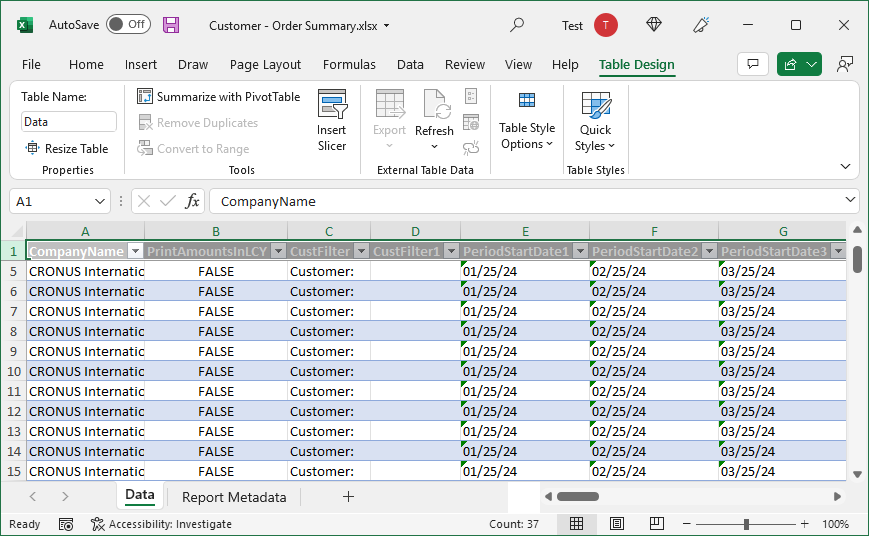 AutoSave Off Customer - Order Summary.xlsx Test T
File Home Insert Draw Page Layout Formulas Data Review View Help Table Design
Table Name:
Data
Resize Table
Properties
Summarize with PivotTable
Remove Duplicates
Convert to Range
Tools
Insert
Slicer
Export
Refresh
External Table Data
Table Style
Options
Quick
Styles
Table Styles
A1 fx CompanyName
A B C D E F G
1 CompanyName PrintAmountsInLCY CustFilter CustFilter1 PeriodStartDate1 PeriodStartDate2 PeriodStartDate3
5 CRONUS Internatic FALSE Customer: 01/25/24 02/25/24 03/25/24
6 CRONUS Internatic FALSE Customer: 01/25/24 02/25/24 03/25/24
7 CRONUS Internatic FALSE Customer: 01/25/24 02/25/24 03/25/24
8 CRONUS Internatic FALSE Customer: 01/25/24 02/25/24 03/25/24
9 CRONUS Internatic FALSE Customer: 01/25/24 02/25/24 03/25/24
10 CRONUS Internatic FALSE Customer: 01/25/24 02/25/24 03/25/24
11 CRONUS Internatic FALSE Customer: 01/25/24 02/25/24 03/25/24
12 CRONUS Internatic FALSE Customer: 01/25/24 02/25/24 03/25/24
13 CRONUS Internatic FALSE Customer: 01/25/24 02/25/24 03/25/24
14 CRONUS Internatic FALSE Customer: 01/25/24 02/25/24 03/25/24
15 CRONUS Internatic FALSE Customer: 01/25/24 02/25/24 03/25/24
Data Report Metadata +
Ready Accessibility: Investigate Count: 37 - + 100%